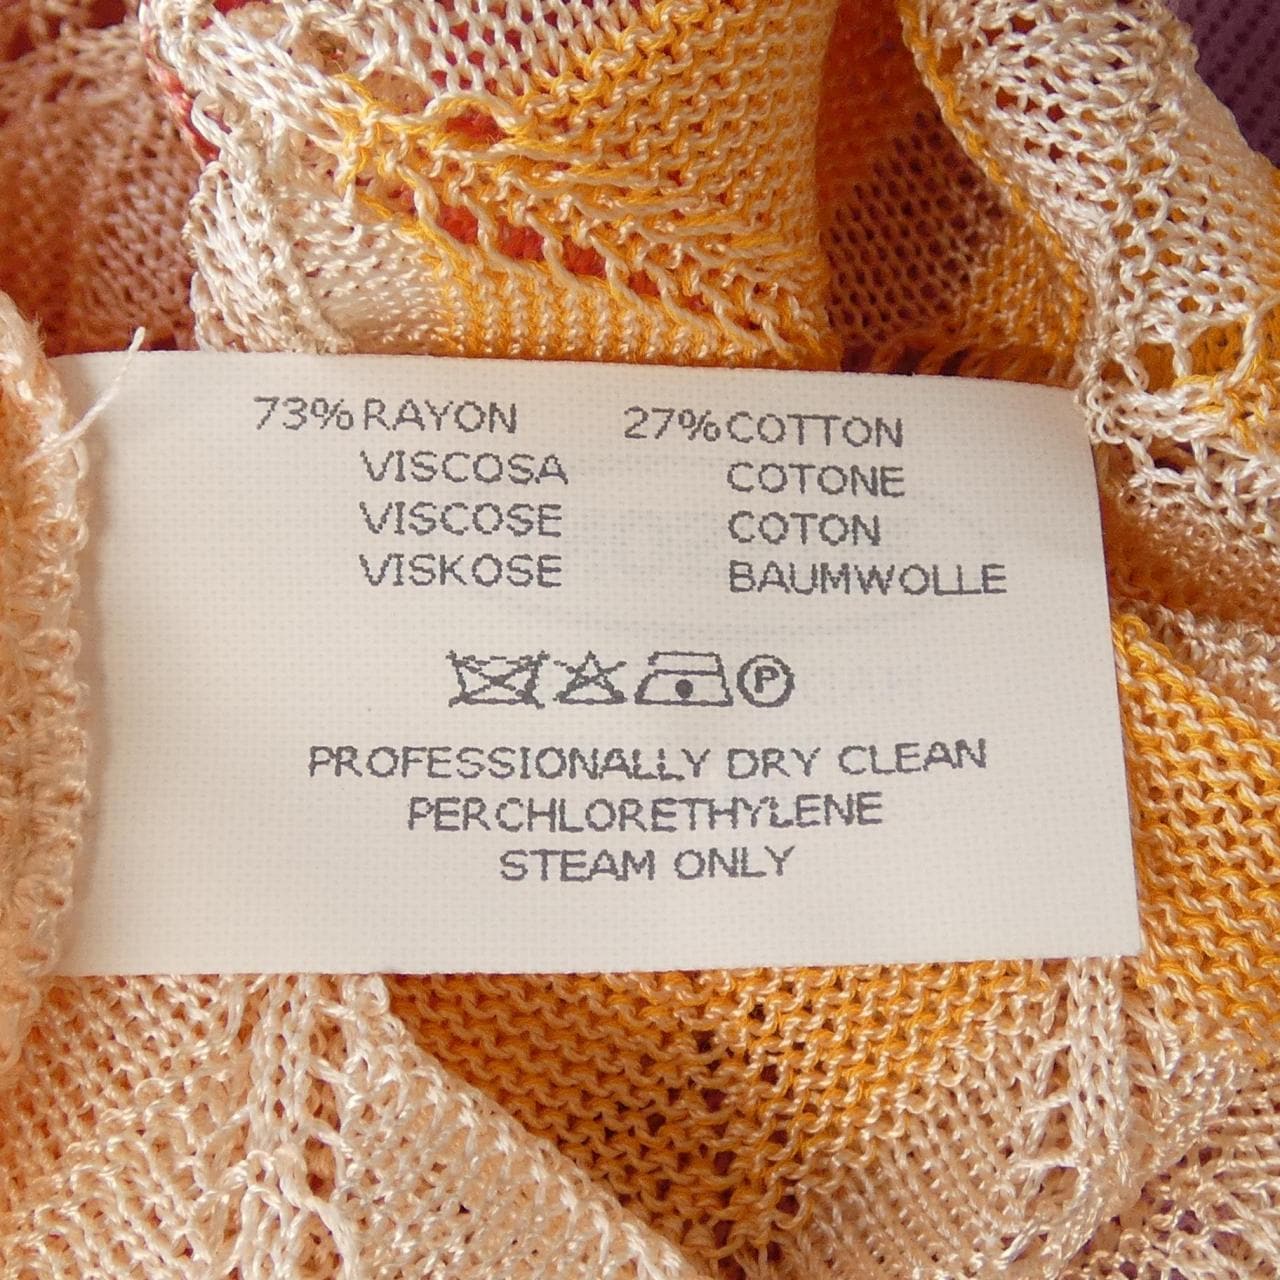 73% RAYON 27% COTTON
VISCOSA COTONE
VISCOSE COTON
VISKOSE BAUMWOLLE
P
PROFESSIONALLY DRY CLEAN
PERCHLORETHYLENE
STEAM ONLY